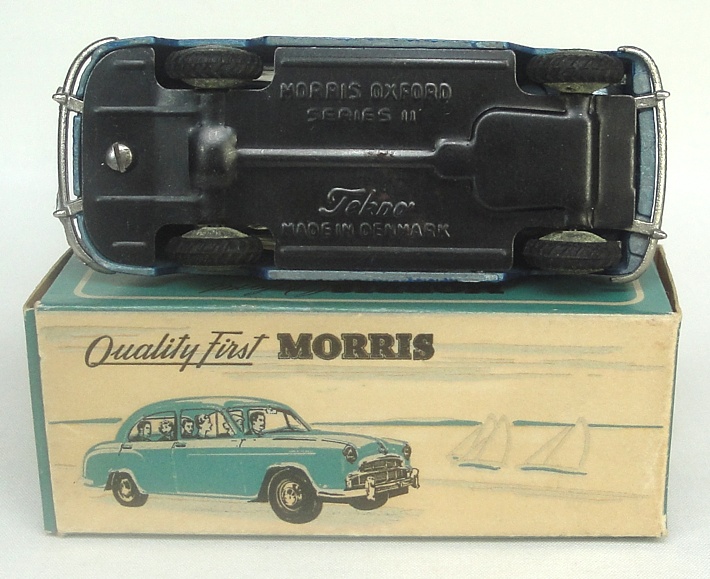 MORRIS OXFORD
SERIES II
Tekno
MADE IN DENMARK
Quality First MORRIS